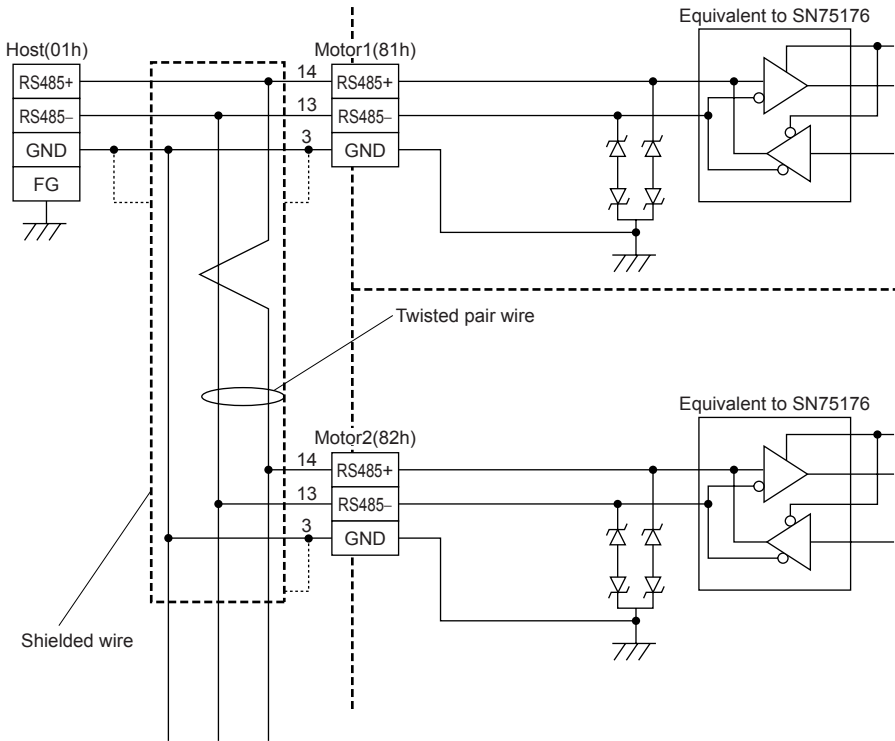 Equivalent to SN75176
Host(01h)
Motor1(81h)
RS485+
14
RS485+
RS485–
13
RS485–
GND
3
GND
FG
Twisted pair wire
Equivalent to SN75176
Motor2(82h)
14
RS485+
13
RS485–
3
GND
Shielded wire